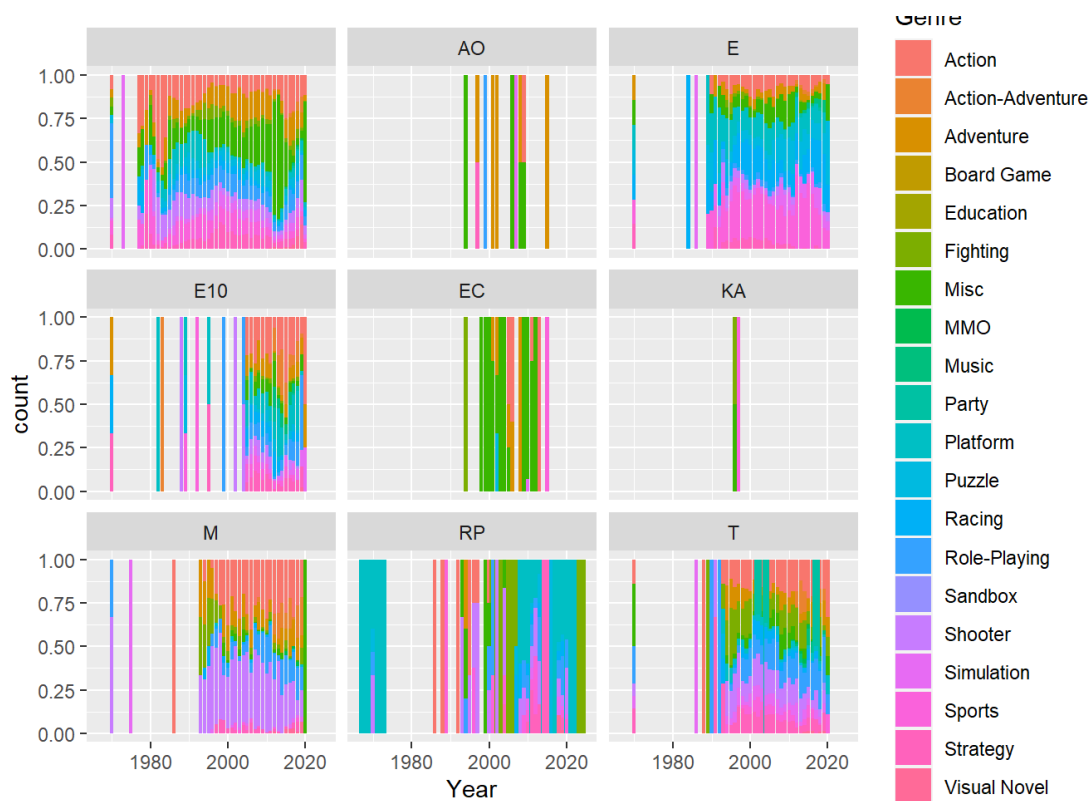 Genre
AO
E
1.00
0.75
0.50
0.25
0.00
E10
EC
KA
1.00
0.75
0.50
0.25
0.00
count
M
RP
T
1.00
0.75
0.50
0.25
0.00
1980
2000
2020
1980
2000
2020
1980
2000
2020
Year
Action
Action-Adventure
Adventure
Board Game
Education
Fighting
Misc
MMO
Music
Party
Platform
Puzzle
Racing
Role-Playing
Sandbox
Shooter
Simulation
Sports
Strategy
Visual Novel